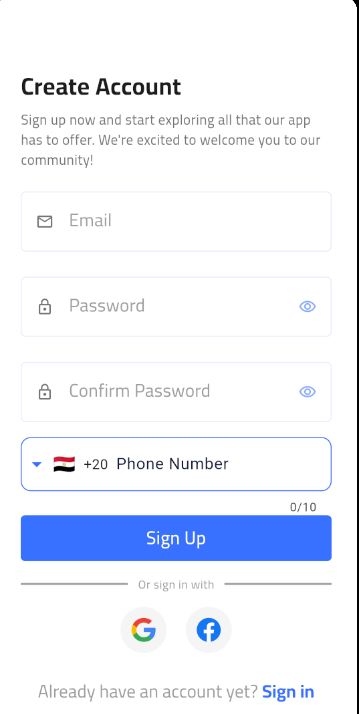 Create Account
Sign up now and start exploring all that our app
has to offer. We're excited to welcome you to our
community!
Email
Password
Confirm Password
+20 Phone Number
0/10
Sign Up
Or sign in with
Already have an account yet? Sign in